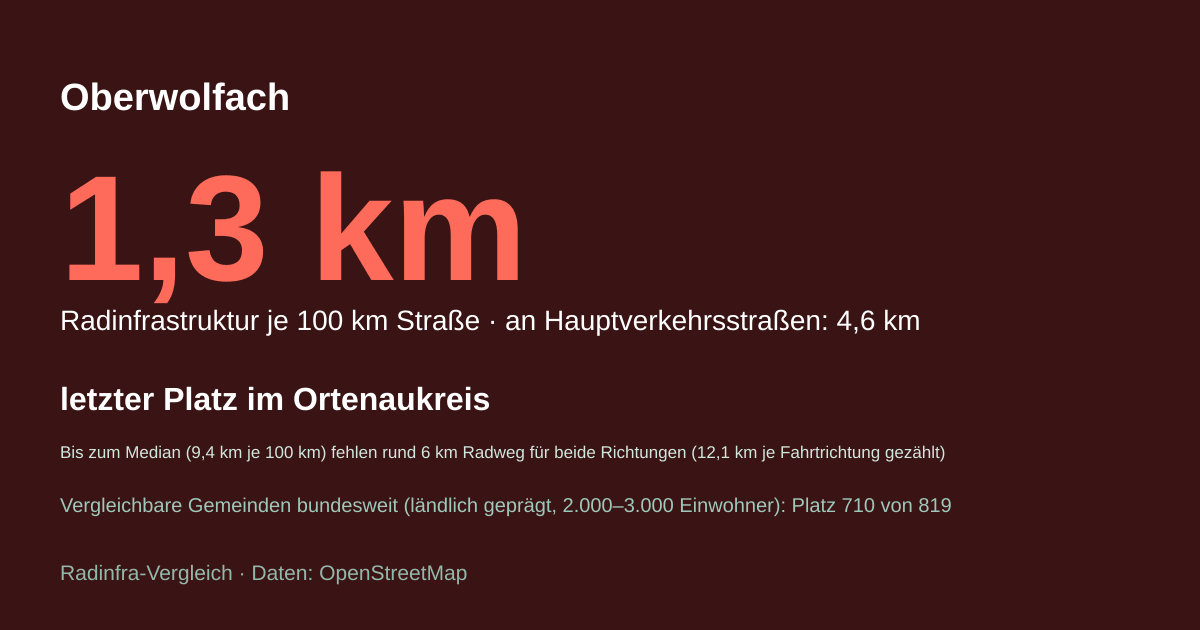 Oberwolfach
1,3 km
Radinfrastruktur je 100 km Straße · an Hauptverkehrsstraßen: 4,6 km
letzter Platz im Ortenaukreis
Bis zum Median (9,4 km je 100 km) fehlen rund 6 km Radweg für beide Richtungen (12,1 km je Fahrtrichtung gezählt)
Vergleichbare Gemeinden bundesweit (ländlich geprägt, 2.000–3.000 Einwohner): Platz 710 von 819
Radinfra-Vergleich · Daten: OpenStreetMap